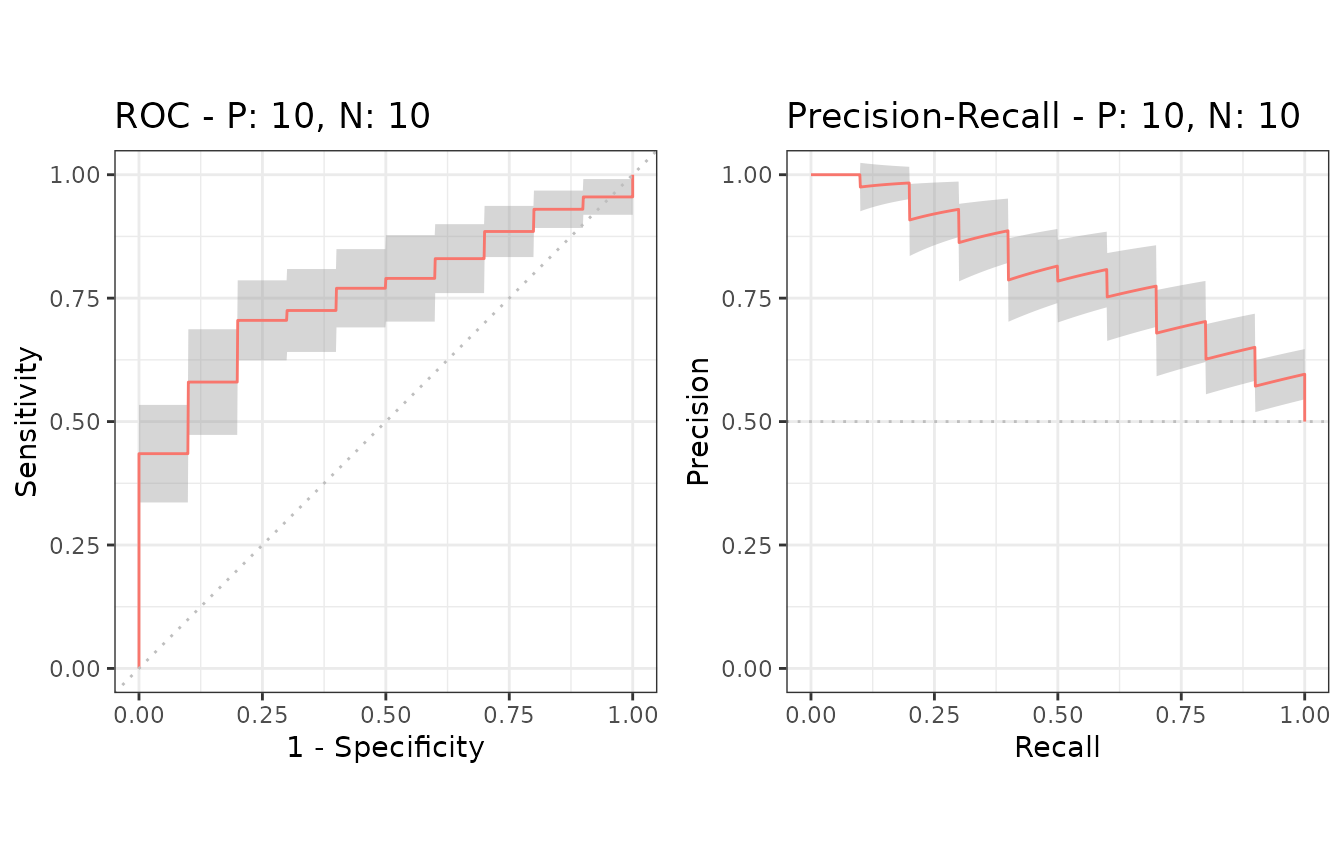 ROC - P: 10, N: 10
Sensitivity
1.00
0.75
0.50
0.25
0.00
0.00 0.25 0.50 0.75 1.00
1 - Specificity
Precision-Recall - P: 10, N: 10
Precision
1.00
0.75
0.50
0.25
0.00
0.00 0.25 0.50 0.75 1.00
Recall